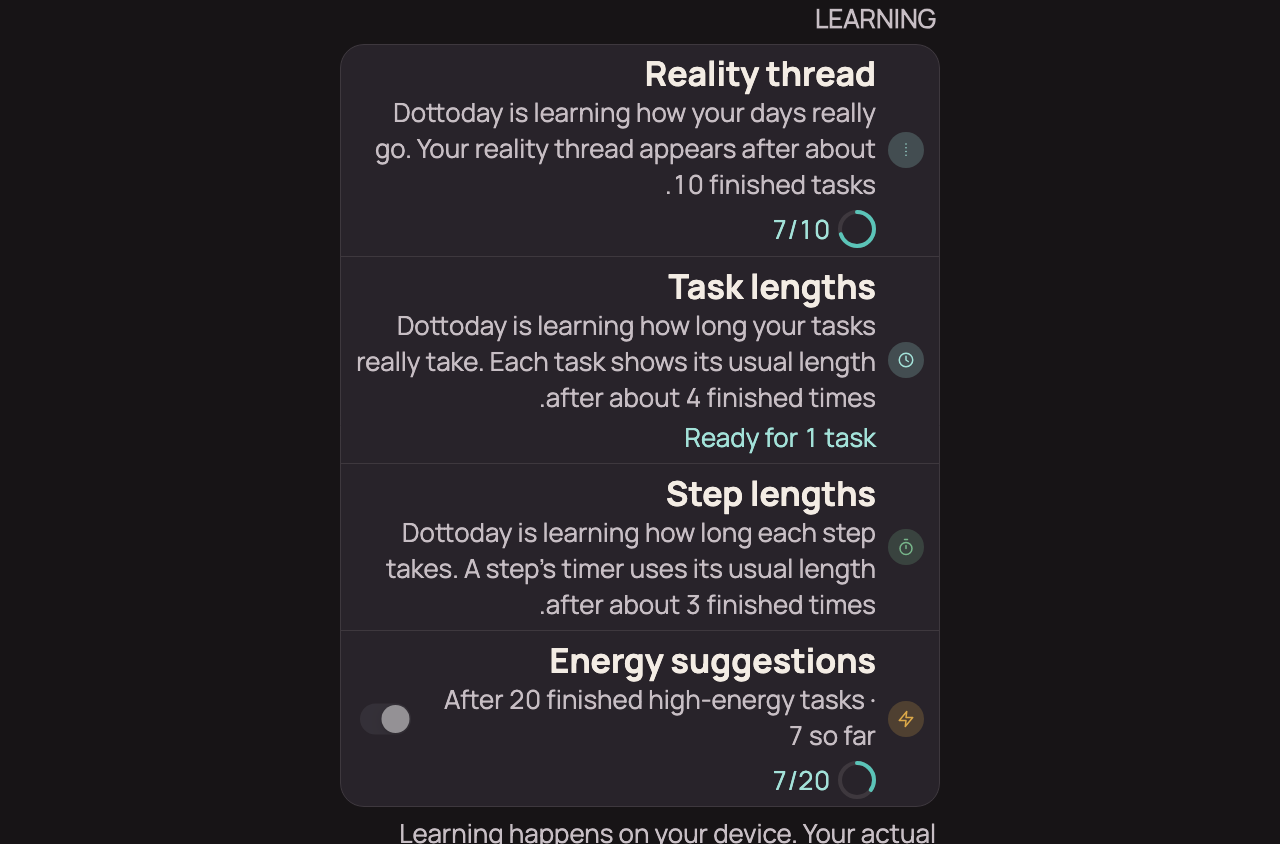 LEARNING
Reality thread
Dottoday is learning how your days really
go. Your reality thread appears after about
.10 finished tasks
7/10
Task lengths
Dottoday is learning how long your tasks
really take. Each task shows its usual length
.after about 4 finished times
Ready for 1 task
Step lengths
Dottoday is learning how long each step
takes. A step's timer uses its usual length
.after about 3 finished times
Energy suggestions
After 20 finished high-energy tasks ·
7 so far
7/20
Learning happens on your device. Your actual